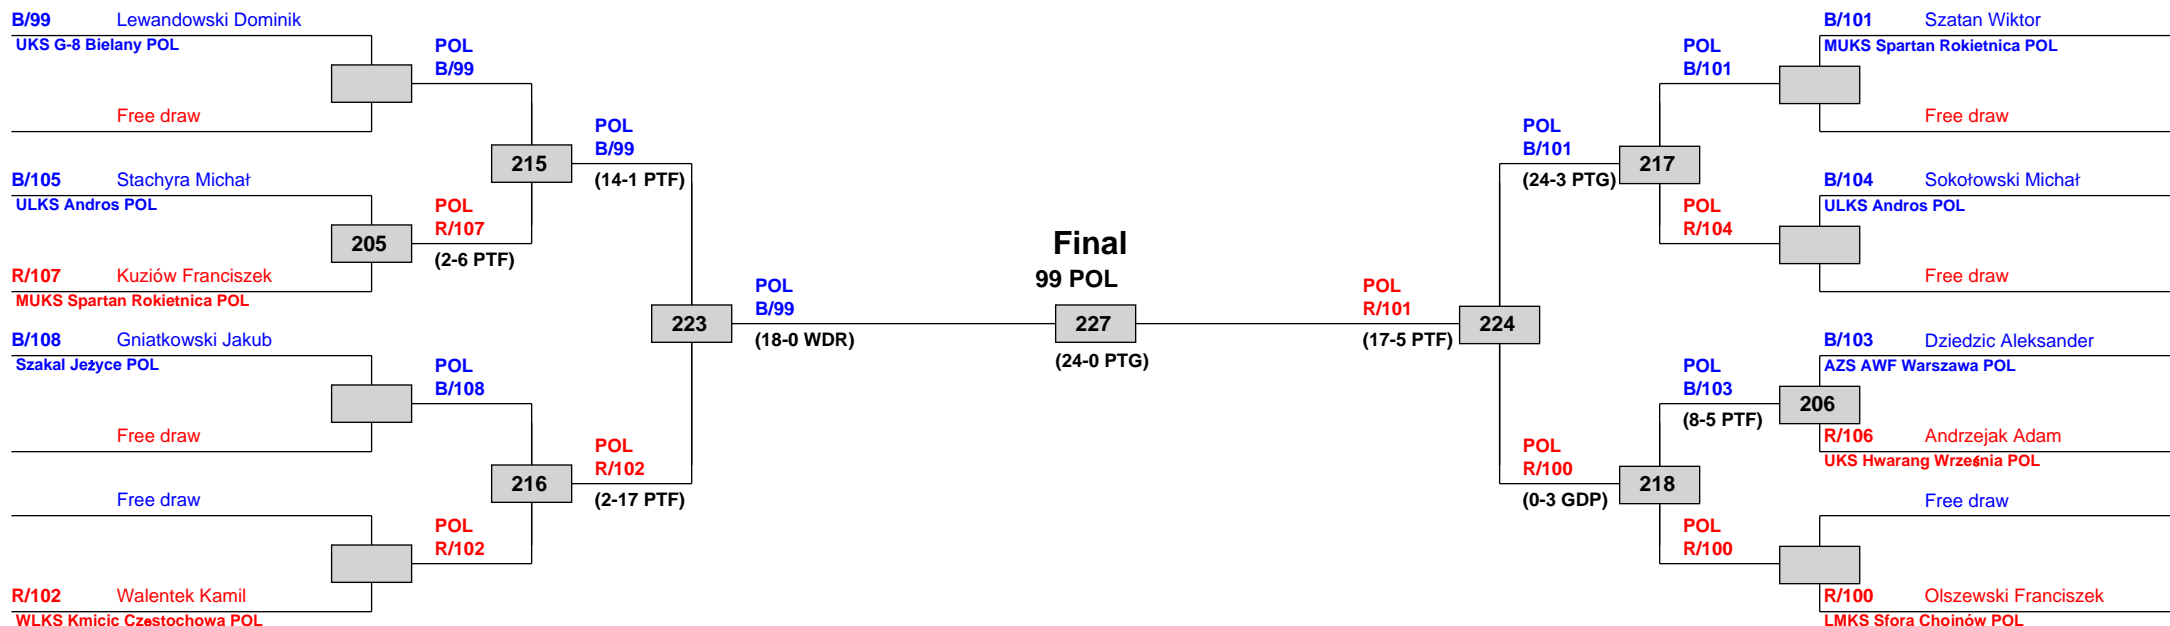 B/99 Lewandowski Dominik
UKS G-8 Bielany POL
POL
B/99
Free draw
POL
B/99
215
(14-1 PTF)
B/105 Stachyra Michał
ULKS Andros POL
POL
R/107
205
(2-6 PTF)
R/107 Kuziów Franciszek
MUKS Spartan Rokietnica POL
POL
B/99
223
(18-0 WDR)
B/108 Gniatkowski Jakub
Szakal Jeżyce POL
POL
B/108
Free draw
POL
R/102
216
(2-17 PTF)
Free draw
POL
R/102
R/102 Walentek Kamil
WLKS Kmicic Częstochowa POL
Final
99 POL
227
(24-0 PTG)
B/101 Szatan Wiktor
MUKS Spartan Rokietnica POL
POL
B/101
Free draw
POL
B/101
217
(24-3 PTG)
B/104 Sokołowski Michał
ULKS Andros POL
POL
R/104
Free draw
POL
R/101
224
(17-5 PTF)
B/103 Dziedzic Aleksander
AZS AWF Warszawa POL
POL
B/103
206
(8-5 PTF)
R/106 Andrzejak Adam
UKS Hwarang Września POL
POL
R/100
218
(0-3 GDP)
Free draw
POL
R/100
R/100 Olszewski Franciszek
LMKS Sfora Choinów POL